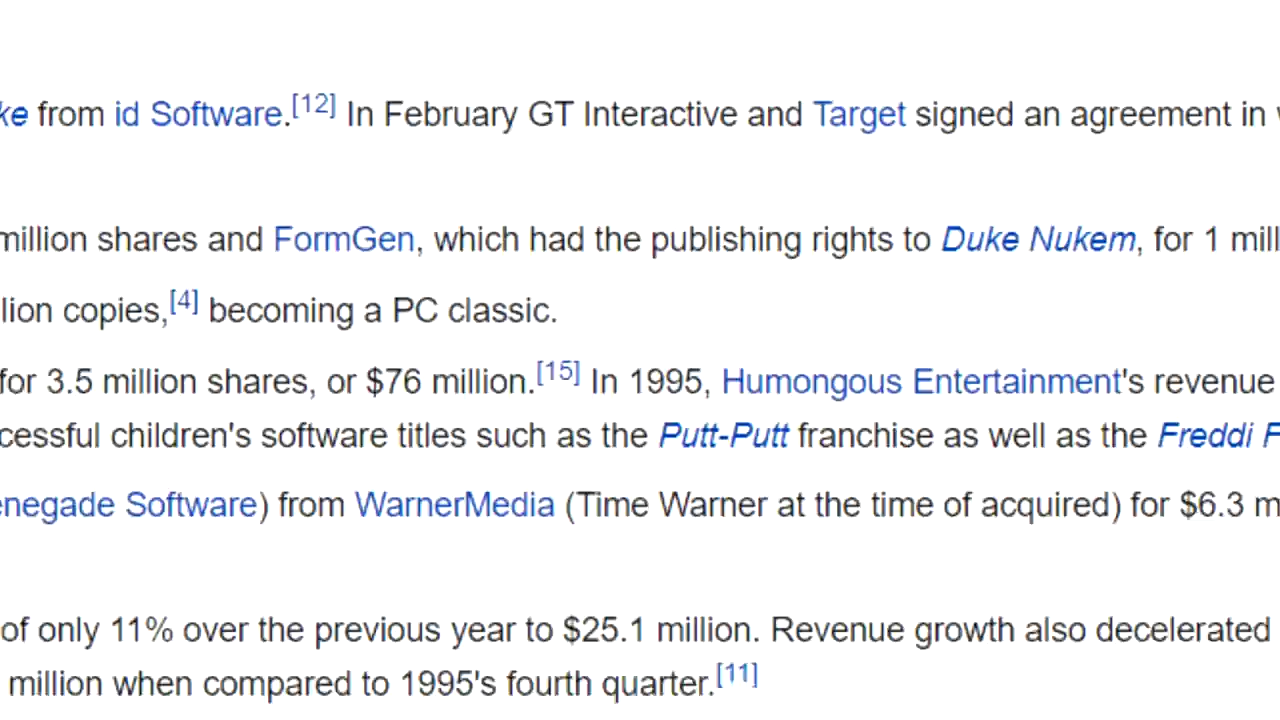 ke from id Software.[12] In February GT Interactive and Target signed an agreement in
million shares and FormGen, which had the publishing rights to Duke Nukem, for 1 mill
lion copies,[4] becoming a PC classic.
for 3.5 million shares, or $76 million.[15] In 1995, Humongous Entertainment's revenue
cessful children's software titles such as the Putt-Putt franchise as well as the Freddi F
enegade Software) from WarnerMedia (Time Warner at the time of acquired) for $6.3 m
of only 11% over the previous year to $25.1 million. Revenue growth also decelerated
million when compared to 1995's fourth quarter.[11]